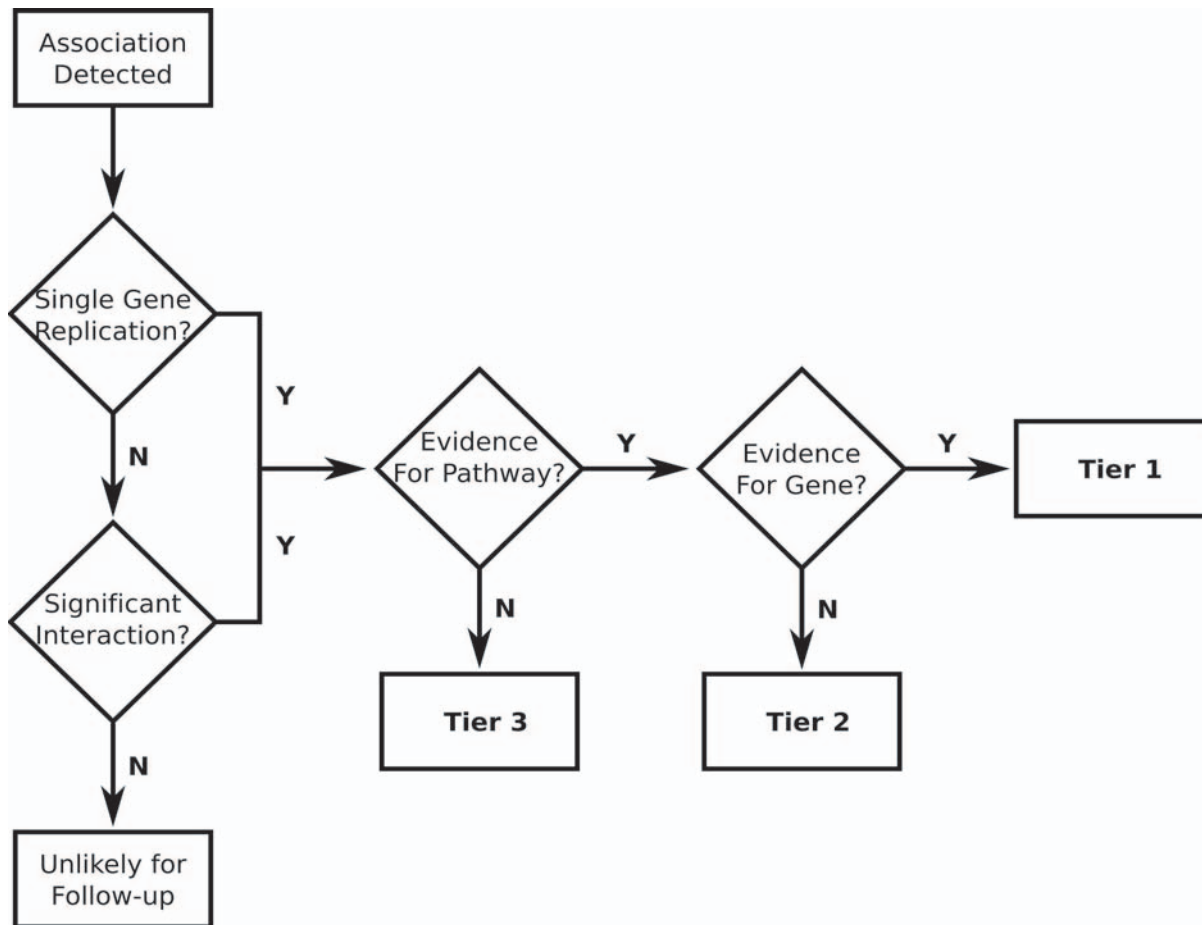 Association
Detected
Single Gene
Replication?
Y
N
Evidence
For Pathway?
Y
Evidence
For Gene?
Y
Tier 1
Y
Significant
Interaction?
N
N
Tier 3
Tier 2
N
Unlikely for
Follow-up